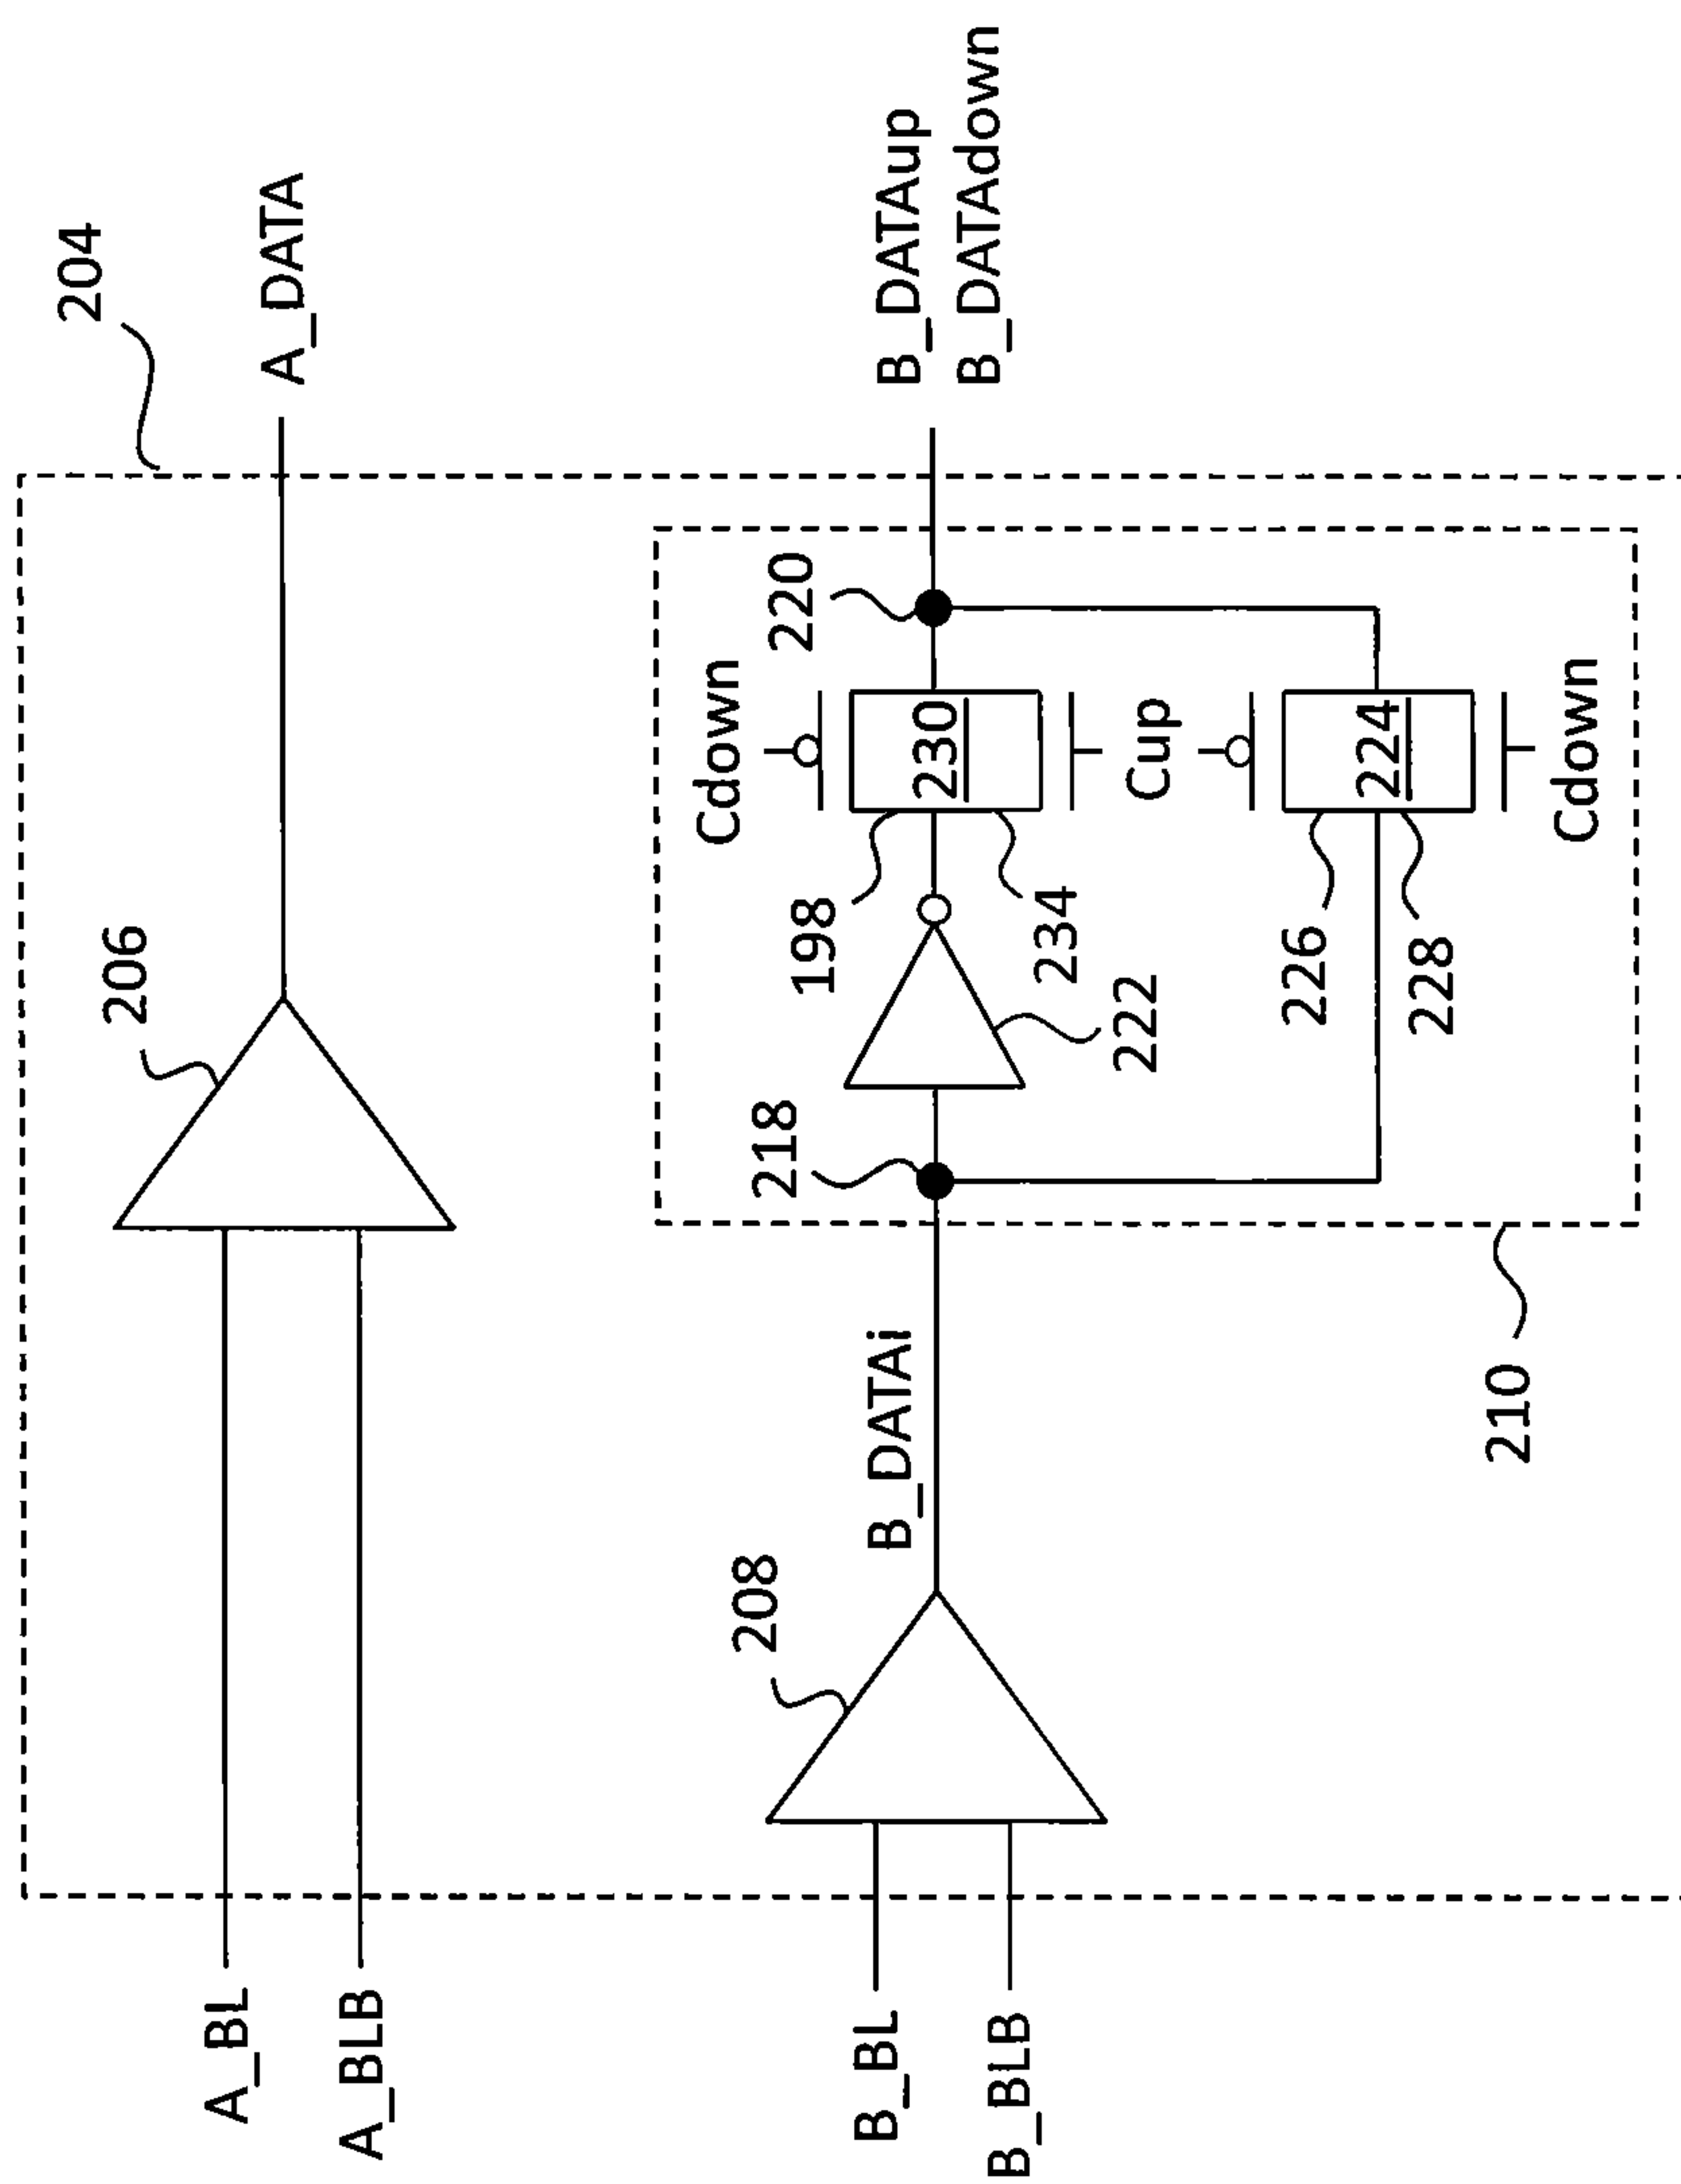 204
206
A_BL
A_BLB
A_DATA
208
B_BL
B_BLB
B_DATAi
218
220
Cdown
198
230
234
222
Cup
226
224
228
Cdown
210
B_DATAup
B_DATAdown